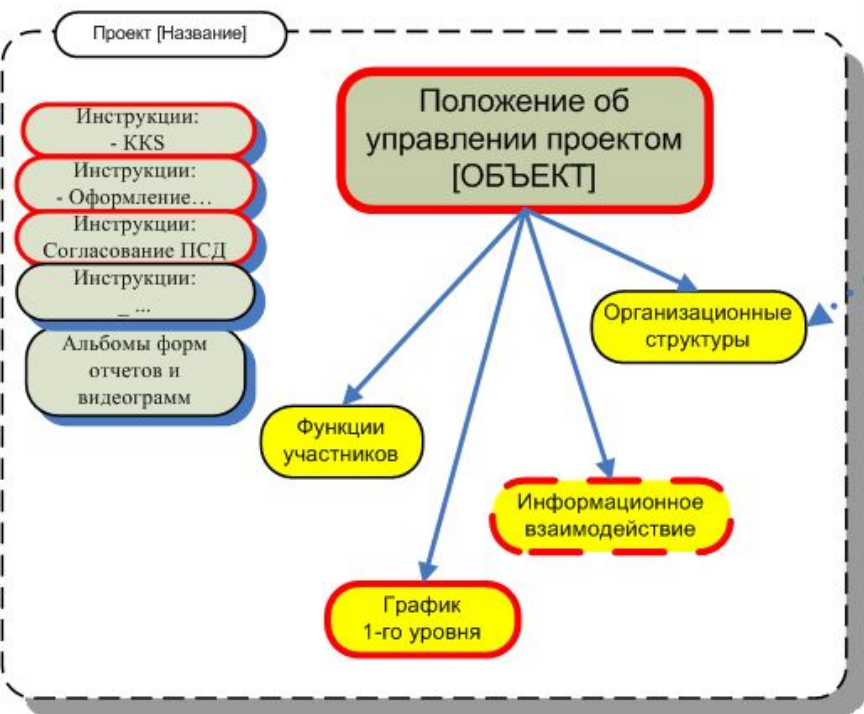 Проект [Название]
Положение об
управлении проектом
[ОБЪЕКТ]
Инструкции:
- KKS
Инструкции:
- Оформление...
Инструкции:
Согласование ПСД
Инструкции:
_ ...
Альбомы форм
отчетов и
видеограмм
Организационные
структуры
Функции
участников
Информационное
взаимодействие
График
1-го уровня